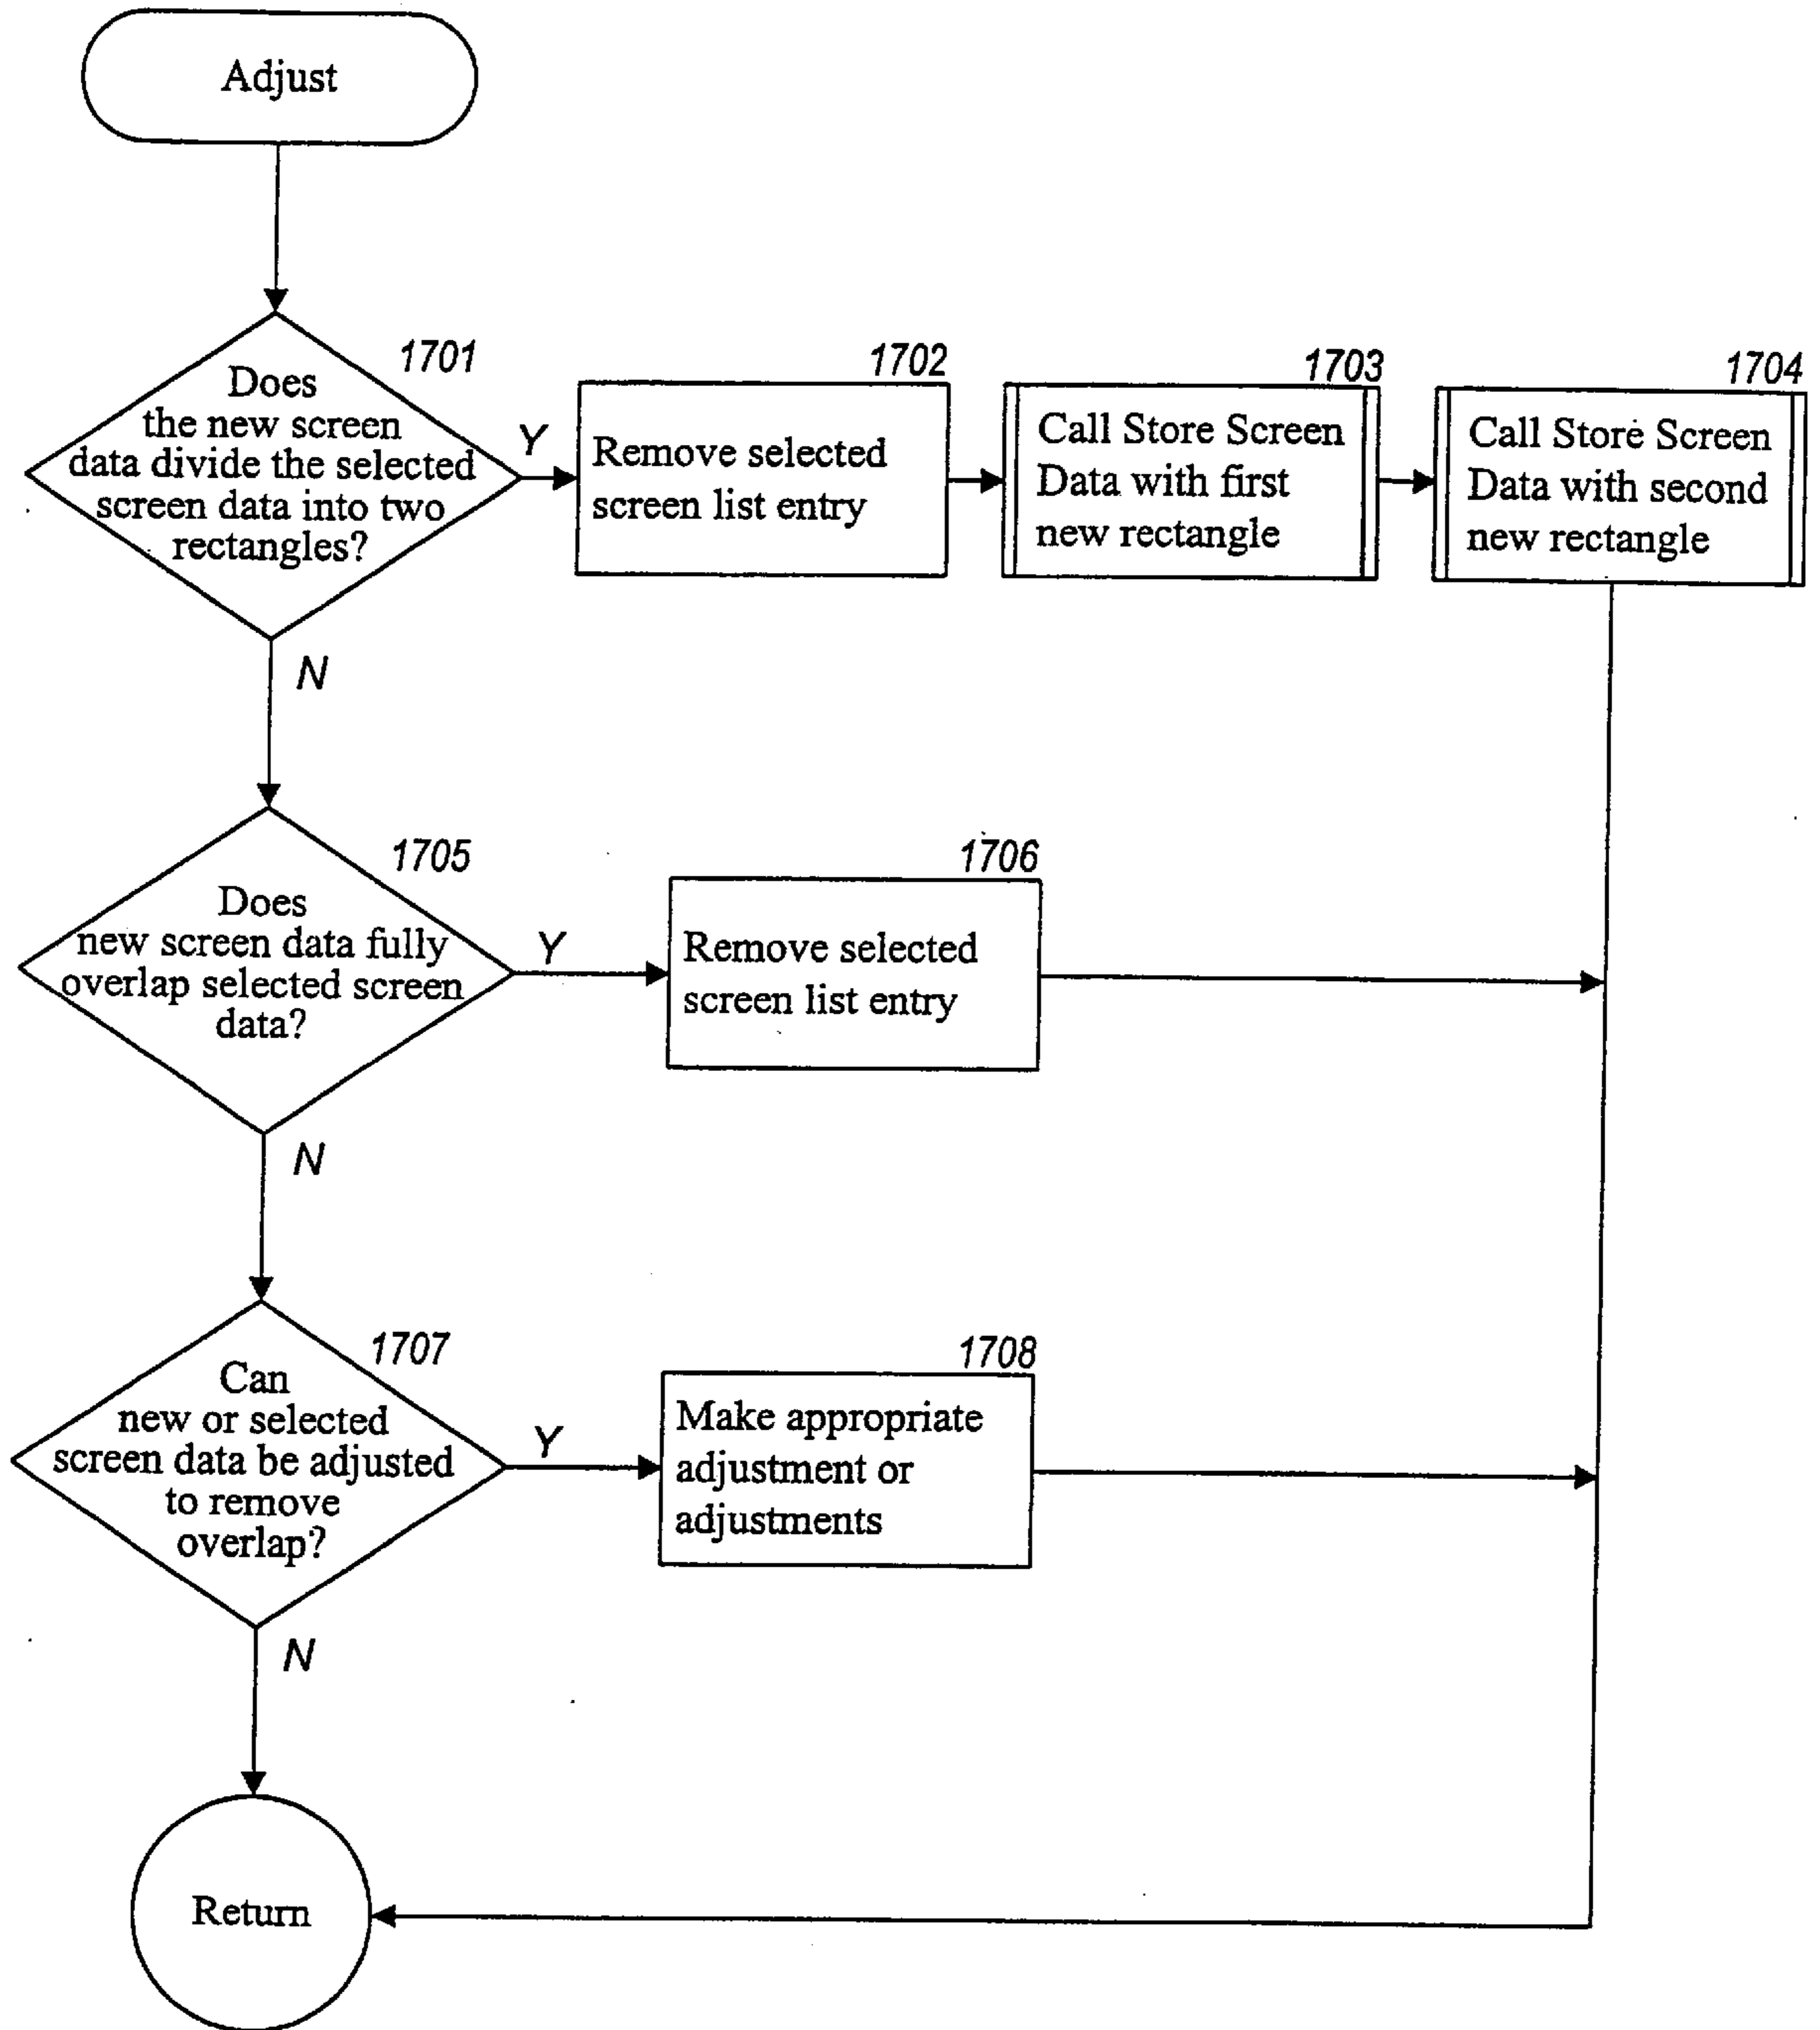 Adjust
1701
Does
the new screen
data divide the selected
screen data into two
rectangles?
Y
N
1702
Remove selected
screen list entry
1703
Call Store Screen
Data with first
new rectangle
1704
Call Store Screen
Data with second
new rectangle
1705
Does
new screen data fully
overlap selected screen
data?
Y
N
1706
Remove selected
screen list entry
1707
Can
new or selected
screen data be adjusted
to remove
overlap?
Y
N
1708
Make appropriate
adjustment or
adjustments
Return